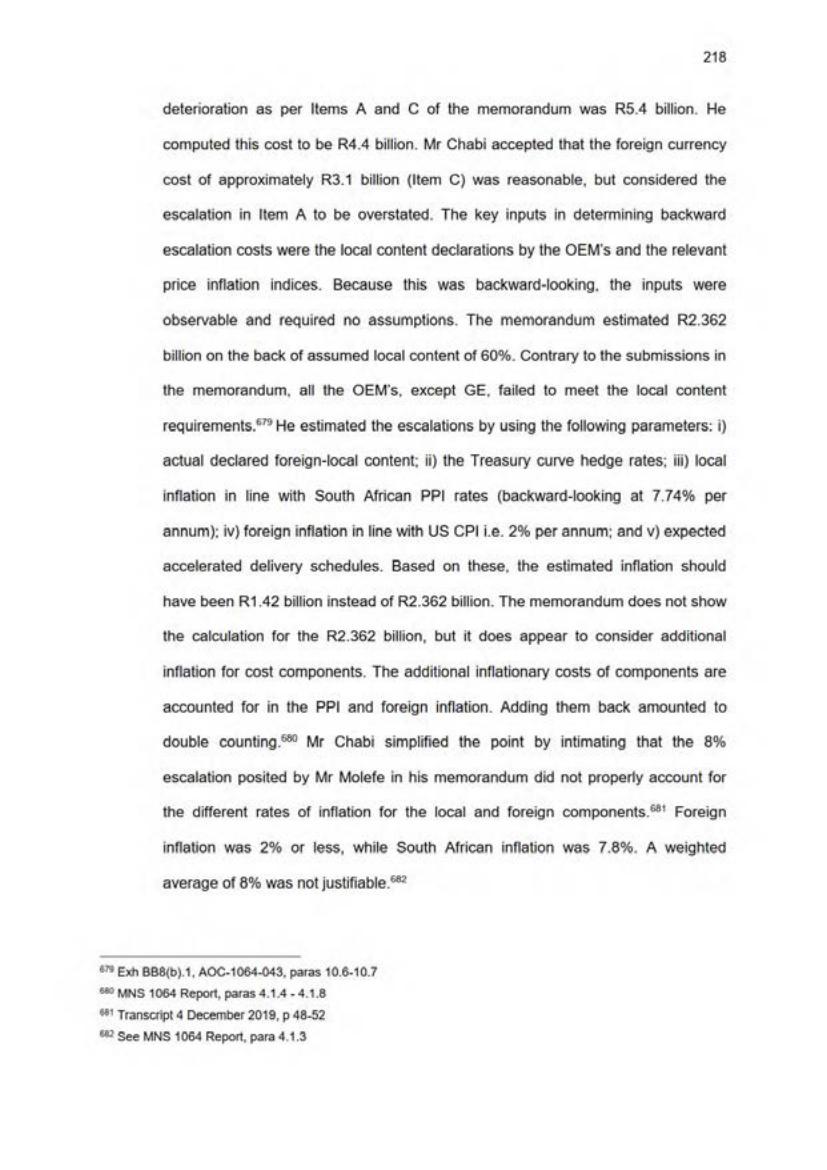 218
deterioration as per Items A and C of the memorandum was R5.4 billion. He
computed this cost to be R4.4 billion. Mr Chabi accepted that the foreign currency
cost of approximately R3.1 billion (Item C) was reasonable, but considered the
escalation in Item A to be overstated. The key inputs in determining backward
escalation costs were the local content declarations by the OEM's and the relevant
price inflation indices. Because this was backward-looking, the inputs were
observable and required no assumptions. The memorandum estimated R2.362
billion on the back of assumed local content of 60%. Contrary to the submissions in
the memorandum, all the OEM's, except GE, failed to meet the local content
requirements.679 He estimated the escalations by using the following parameters: i)
actual declared foreign-local content; ii) the Treasury curve hedge rates; iii) local
inflation in line with South African PPI rates (backward-looking at 7.74% per
annum); iv) foreign inflation in line with US CPI i.e. 2% per annum; and v) expected
accelerated delivery schedules. Based on these, the estimated inflation should
have been R1.42 billion instead of R2.362 billion. The memorandum does not show
the calculation for the R2.362 billion, but it does appear to consider additional
inflation for cost components. The additional inflationary costs of components are
accounted for in the PPI and foreign inflation. Adding them back amounted to
double counting.680 Mr Chabi simplified the point by intimating that the 8%
escalation posited by Mr Molefe in his memorandum did not properly account for
the different rates of inflation for the local and foreign components.681 Foreign
inflation was 2% or less, while South African inflation was 7.8%. A weighted
average of 8% was not justifiable.682
679 Exh BB8(b).1, AOC-1064-043, paras 10.6-10.7
680 MNS 1064 Report, paras 4.1.4 - 4.1.8
681 Transcript 4 December 2019, p 48-52
682 See MNS 1064 Report, para 4.1.3